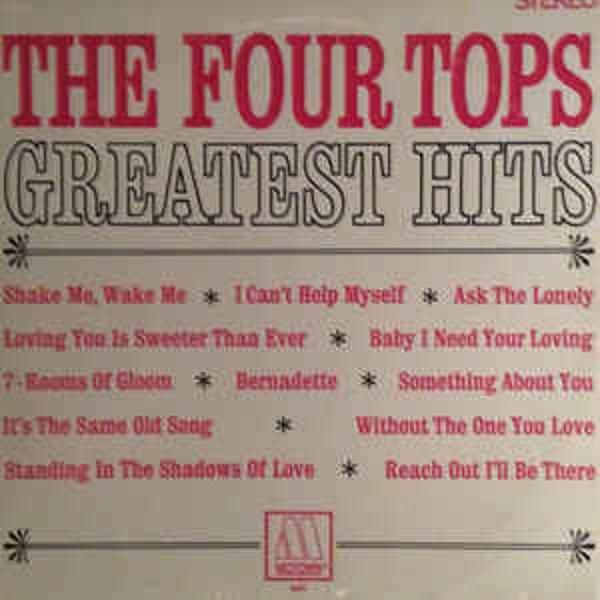 STEREO
THE FOUR TOPS
GREATEST HITS
Shake Me, Wake Me * I Can't Help Myself * Ask The Lonely
Loving You Is Sweeter Than Ever * Baby I Need Your Loving
7-Rooms Of Gloom * Bernadette * Something About You
It's The Same Old Song * Without The One You Love
Standing In The Shadows Of Love * Reach Out I'll Be There
M